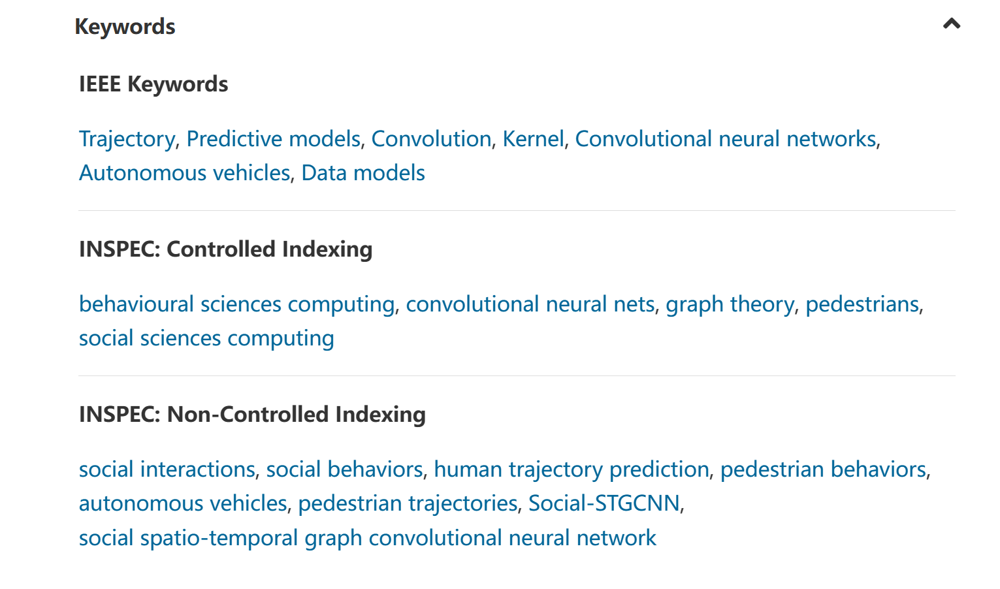 Keywords
IEEE Keywords
Trajectory, Predictive models, Convolution, Kernel, Convolutional neural networks,
Autonomous vehicles, Data models
INSPEC: Controlled Indexing
behavioural sciences computing, convolutional neural nets, graph theory, pedestrians,
social sciences computing
INSPEC: Non-Controlled Indexing
social interactions, social behaviors, human trajectory prediction, pedestrian behaviors,
autonomous vehicles, pedestrian trajectories, Social-STGCNN,
social spatio-temporal graph convolutional neural network